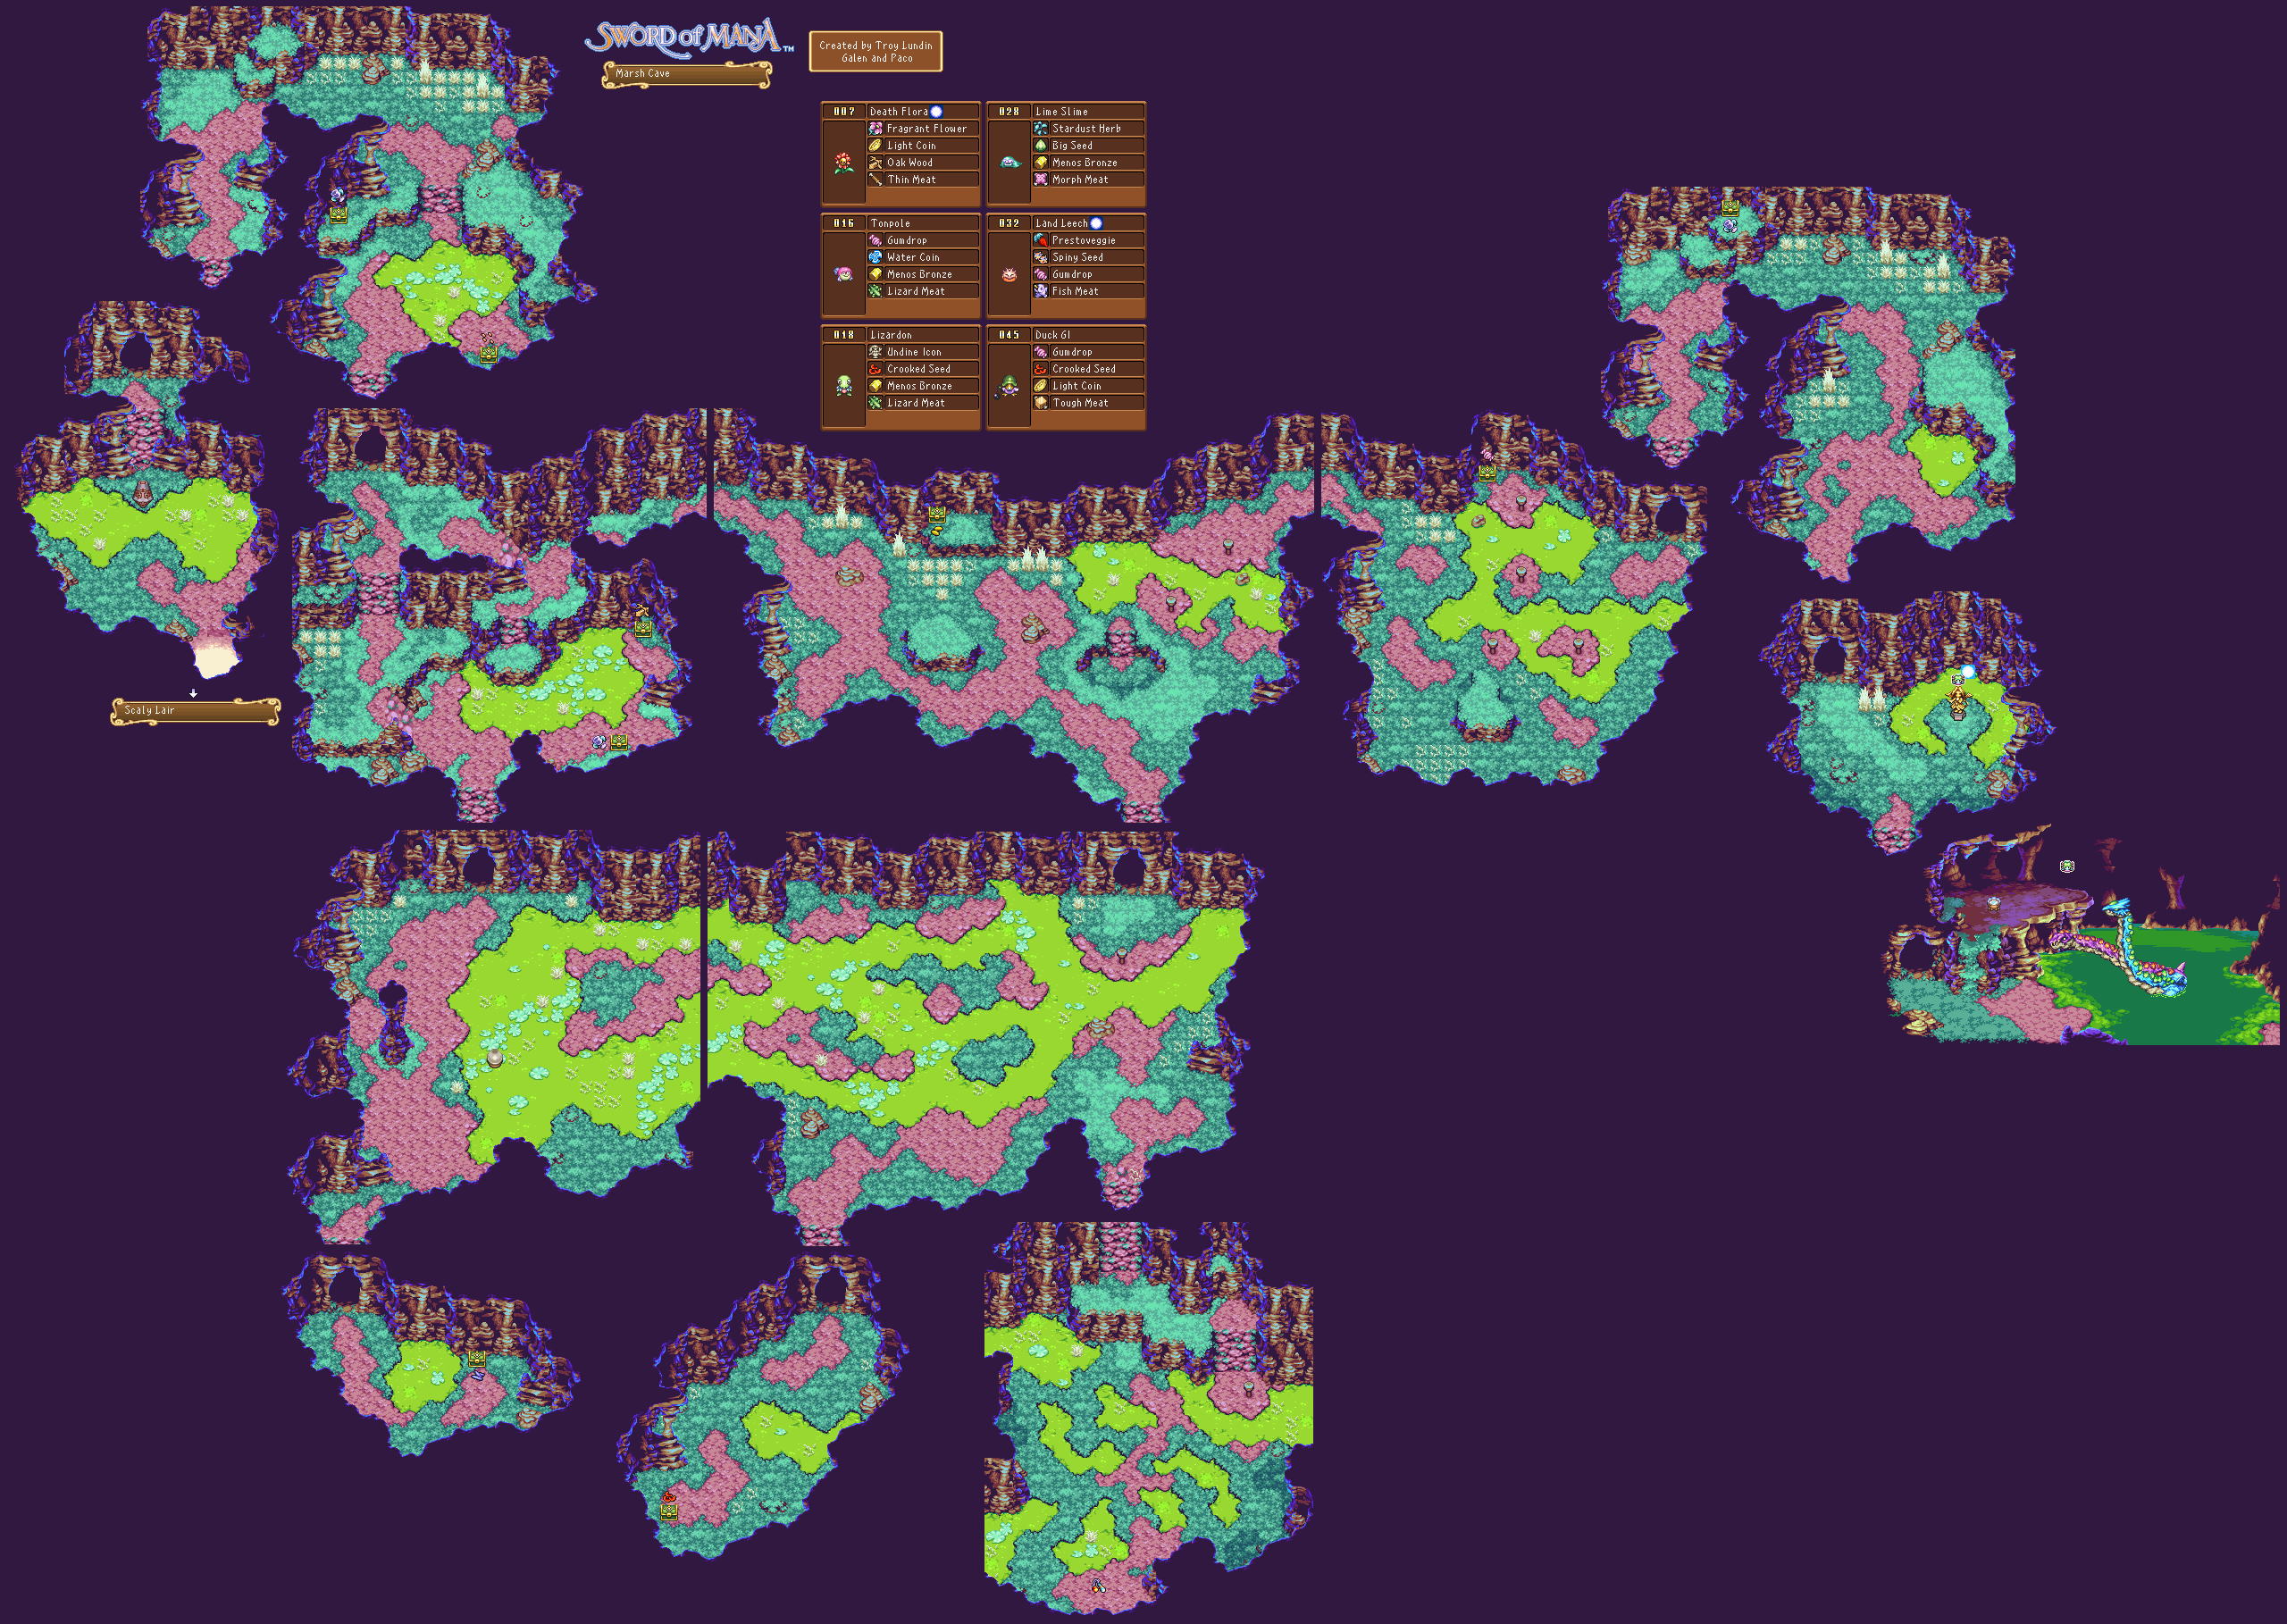 SWORD of MANA™
Marsh Cave
Created by Troy Lundin
Galen and Paco
007 Death Flora
Fragrant Flower
Light Coin
Oak Wood
Thin Meat
028 Lime Slime
Stardust Herb
Big Seed
Menos Bronze
Morph Meat
016 Tonpole
Gumdrop
Water Coin
Menos Bronze
Lizard Meat
032 Land Leech
Prestoveggie
Spiny Seed
Gumdrop
Fish Meat
018 Lizardon
Undine Icon
Crooked Seed
Menos Bronze
Lizard Meat
045 Duck GI
Gumdrop
Crooked Seed
Light Coin
Tough Meat
Scaly Lair